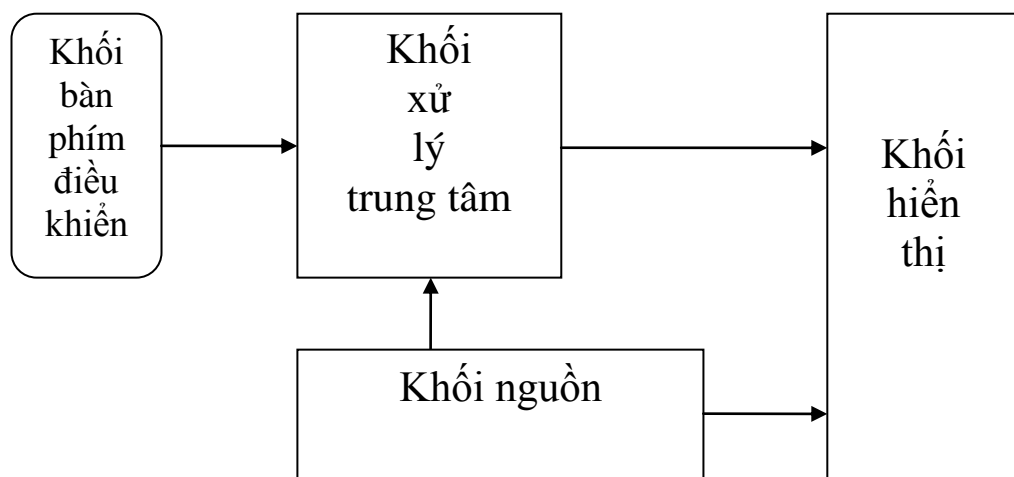 Khối
bàn
phím
điều
khiển
Khối
xử
lý
trung tâm
Khối
hiển
thị
Khối nguồn